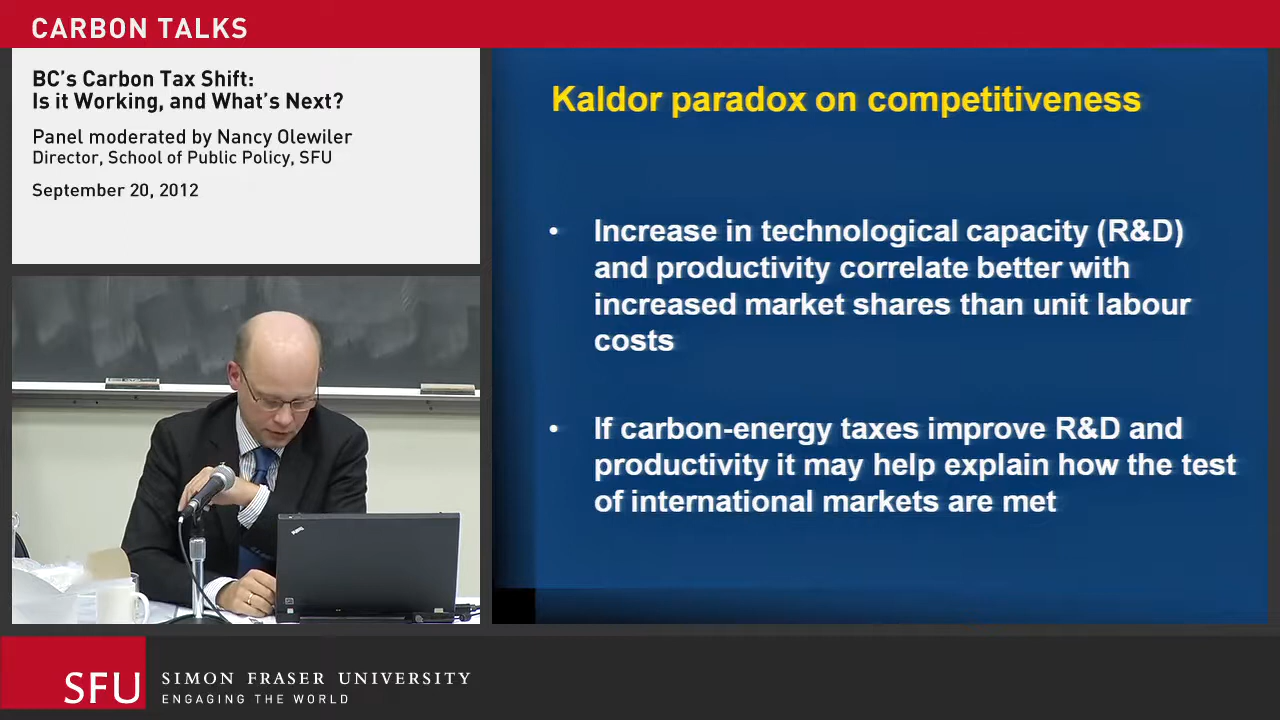 CARBON TALKS
BC's Carbon Tax Shift:
Is it Working, and What's Next?
Panel moderated by Nancy Olewiler
Director, School of Public Policy, SFU
September 20, 2012
Kaldor paradox on competitiveness
• Increase in technological capacity (R&D)
and productivity correlate better with
increased market shares than unit labour
costs
• If carbon-energy taxes improve R&D and
productivity it may help explain how the test
of international markets are met
ThinkPad
SFU
SIMON FRASER UNIVERSITY
ENGAGING THE WORLD